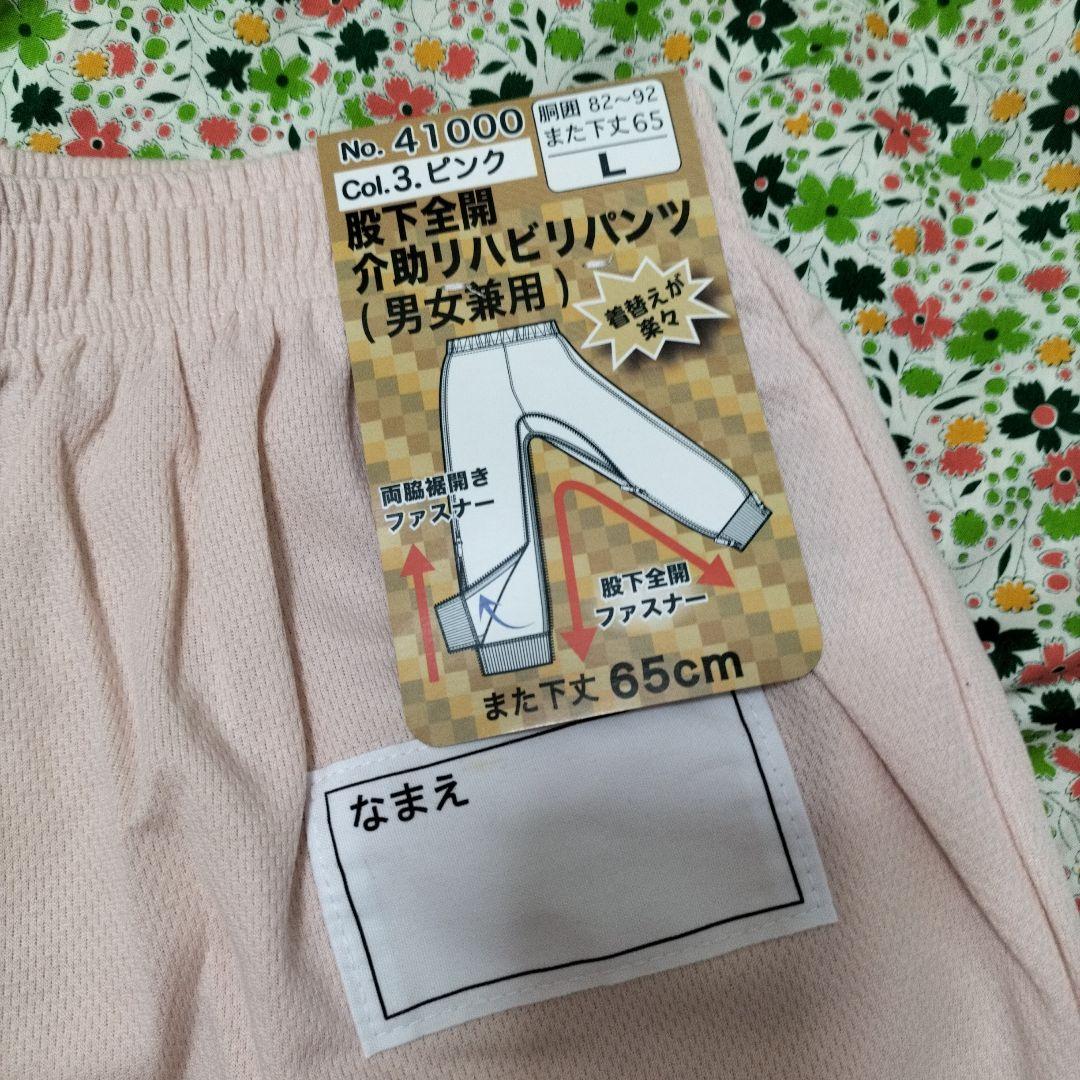 No. 41000
Col.3.ピンク
胴囲 82～92
また下丈65
L
股下全開
介助リハビリパンツ
(男女兼用)
着替えが
楽々
両脇裾開き
ファスナー
股下全開
ファスナー
また下丈 65cm
なまえ